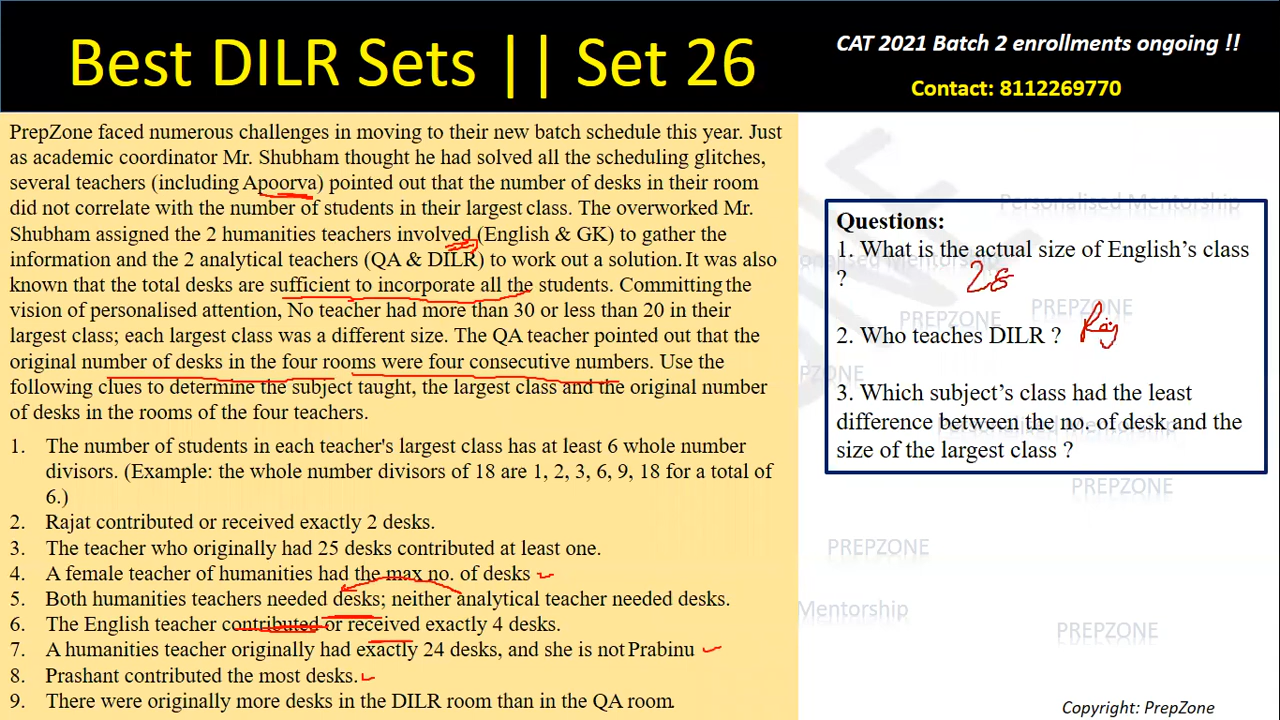 Best DILR Sets || Set 26
CAT 2021 Batch 2 enrollments ongoing !!
Contact: 8112269770
PrepZone faced numerous challenges in moving to their new batch schedule this year. Just
as academic coordinator Mr. Shubham thought he had solved all the scheduling glitches,
several teachers (including Apoorva) pointed out that the number of desks in their room
did not correlate with the number of students in their largest class. The overworked Mr.
Shubham assigned the 2 humanities teachers involved (English & GK) to gather the
information and the 2 analytical teachers (QA & DILR) to work out a solution. It was also
known that the total desks are sufficient to incorporate all the students. Committing the
vision of personalised attention, No teacher had more than 30 or less than 20 in their
largest class; each largest class was a different size. The QA teacher pointed out that the
original number of desks in the four rooms were four consecutive numbers. Use the
following clues to determine the subject taught, the largest class and the original number
of desks in the rooms of the four teachers.
1. The number of students in each teacher's largest class has at least 6 whole number
divisors. (Example: the whole number divisors of 18 are 1, 2, 3, 6, 9, 18 for a total of
6.)
2. Rajat contributed or received exactly 2 desks.
3. The teacher who originally had 25 desks contributed at least one.
4. A female teacher of humanities had the max no. of desks
5. Both humanities teachers needed desks; neither analytical teacher needed desks.
6. The English teacher contributed or received exactly 4 desks.
7. A humanities teacher originally had exactly 24 desks, and she is not Prabinu
8. Prashant contributed the most desks.
9. There were originally more desks in the DILR room than in the QA room.
Personalised Mentorship
Questions:
1. What is the actual size of English's class
?
28
PREPZONE
PREPZONE
2. Who teaches DILR ?
Raj
3. Which subject's class had the least
difference between the no. of desk and the
size of the largest class ?
PREPZONE
PREPZONE
Mentorship
PREPZONE
Copyright: PrepZone